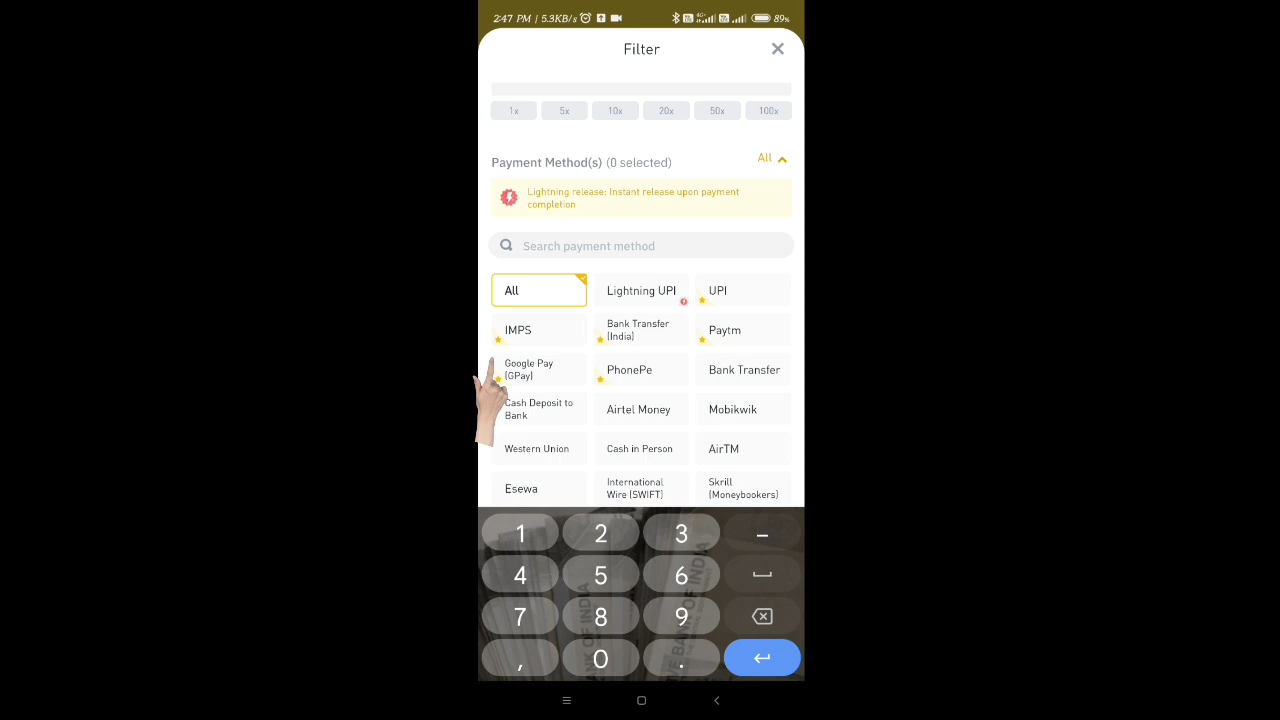 2:47 PM / 5.3KB/s 89%
Filter
1x 5x 10x 20x 50x 100x
Payment Method(s) (0 selected) All
Lightning release: Instant release upon payment
completion
Search payment method
All Lightning UPI UPI
IMPS Bank Transfer (India) Paytm
Google Pay (GPay) PhonePe Bank Transfer
Cash Deposit to Bank Airtel Money Mobikwik
Western Union Cash in Person AirTM
Esewa International Wire (SWIFT) Skrill (Moneybookers)
1 2 3 –
4 5 6
7 8 9
, 0 .